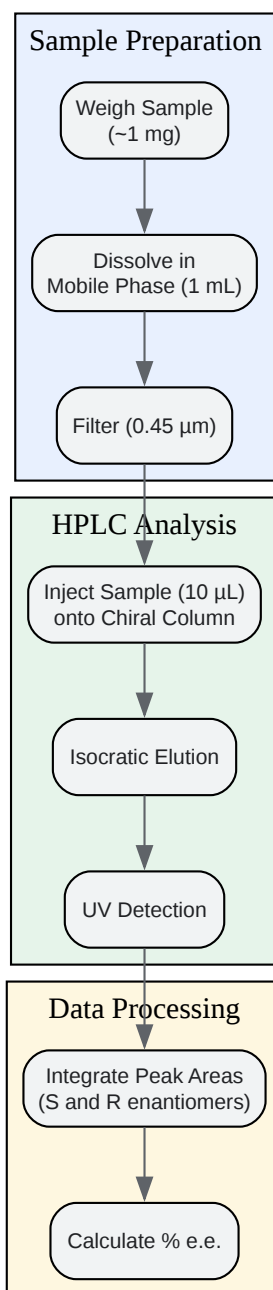 Sample Preparation
Weigh Sample
(~1 mg)
Dissolve in
Mobile Phase (1 mL)
Filter (0.45 µm)
HPLC Analysis
Inject Sample (10 µL)
onto Chiral Column
Isocratic Elution
UV Detection
Data Processing
Integrate Peak Areas
(S and R enantiomers)
Calculate % e.e.